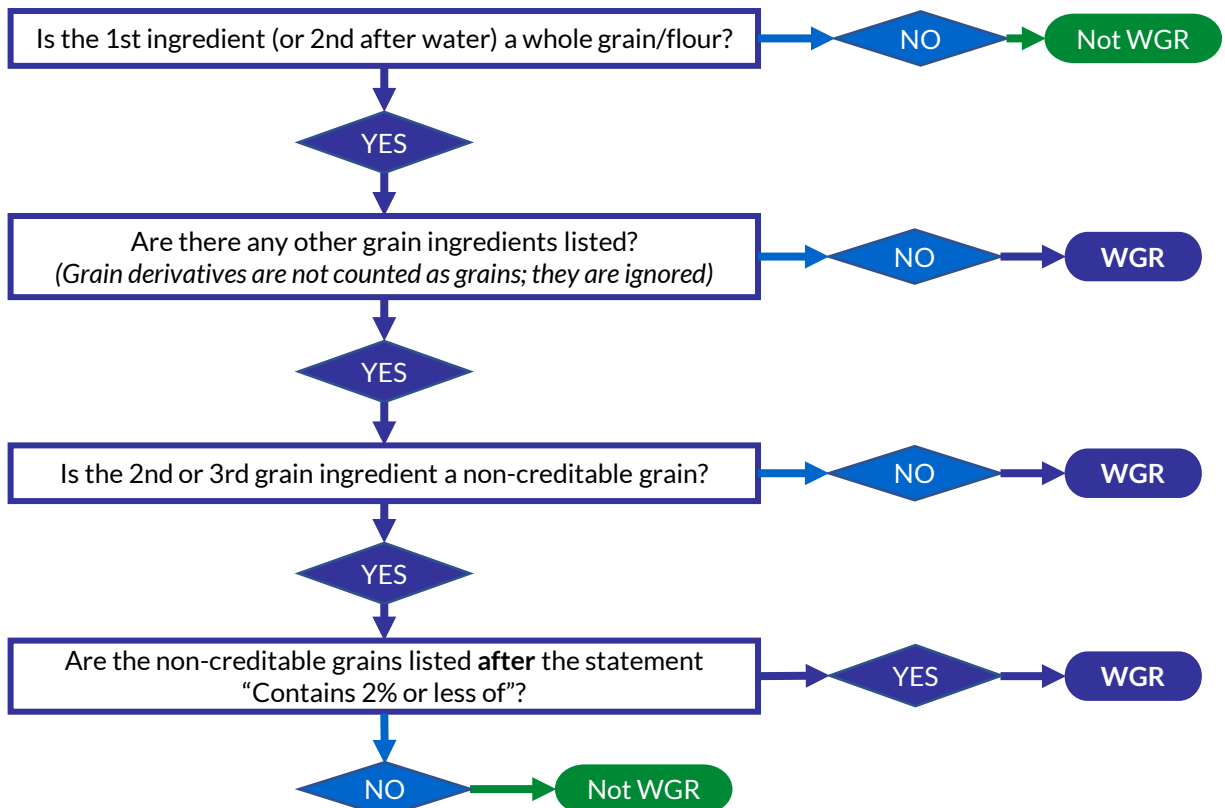 Is the 1st ingredient (or 2nd after water) a whole grain/flour?
NO
Not WGR
YES
Are there any other grain ingredients listed?
(Grain derivatives are not counted as grains; they are ignored)
NO
WGR
YES
Is the 2nd or 3rd grain ingredient a non-creditable grain?
NO
WGR
YES
Are the non-creditable grains listed after the statement
“Contains 2% or less of”?
YES
WGR
NO
Not WGR